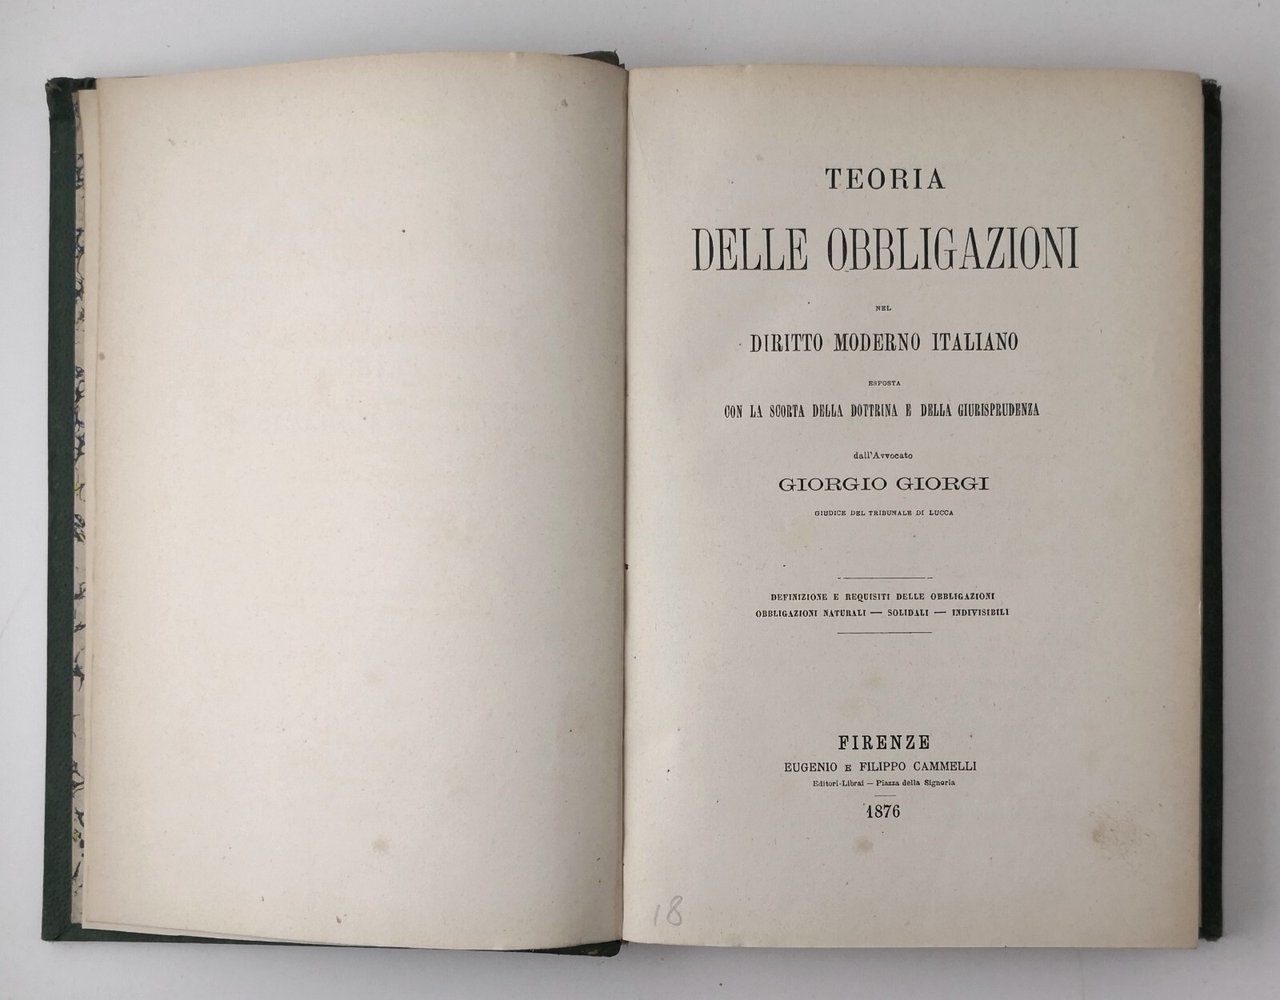 TEORIA
DELLE OBBLIGAZIONI
NEL
DIRITTO MODERNO ITALIANO
ESPOSTA
CON LA SCORTA DELLA DOTTRINA E DELLA GIURISPRUDENZA
dall'Avvocato
GIORGIO GIORGI
GIUDICE DEL TRIBUNALE DI LUCCA
DEFINIZIONE E REQUISITI DELLE OBBLIGAZIONI
OBBLIGAZIONI NATURALI — SOLIDALI — INDIVISIBILI
FIRENZE
EUGENIO E FILIPPO CAMMELLI
Editori-Librai — Piazza della Signoria
1876
18